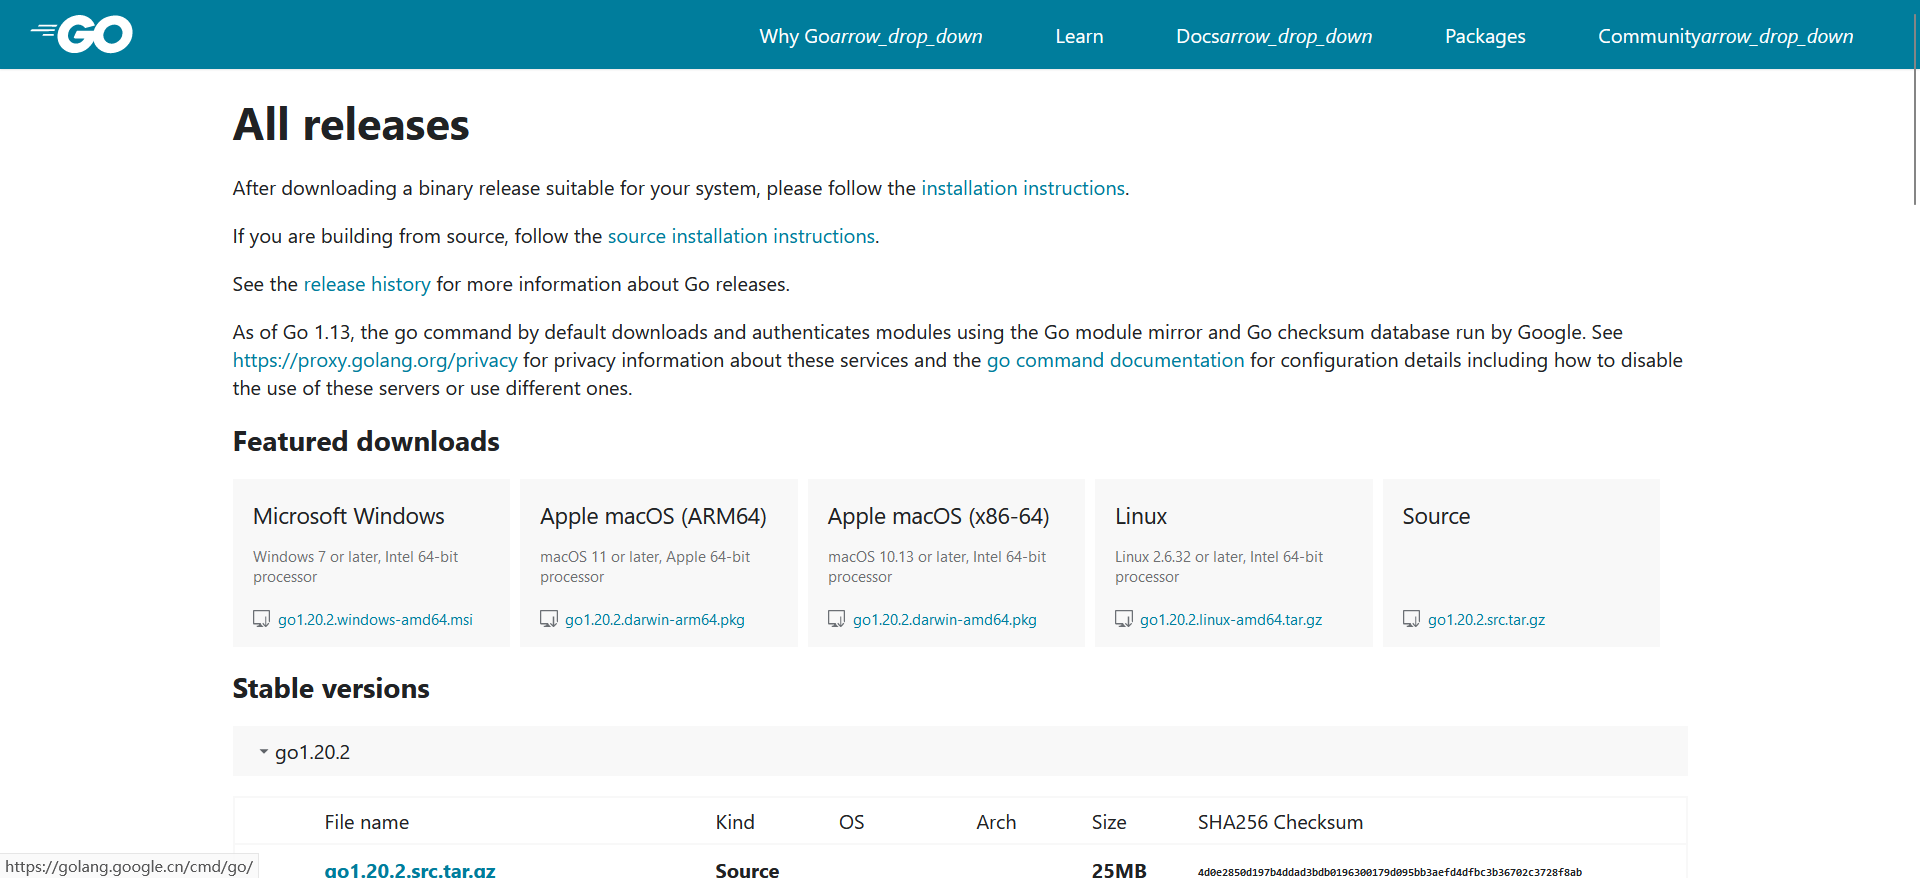 GO
Why Goarrow_drop_down Learn Docsarrow_drop_down Packages Communityarrow_drop_down
All releases
After downloading a binary release suitable for your system, please follow the installation instructions.
If you are building from source, follow the source installation instructions.
See the release history for more information about Go releases.
As of Go 1.13, the go command by default downloads and authenticates modules using the Go module mirror and Go checksum database run by Google. See
https://proxy.golang.org/privacy for privacy information about these services and the go command documentation for configuration details including how to disable
the use of these servers or use different ones.
Featured downloads
Microsoft Windows
Windows 7 or later, Intel 64-bit
processor
go1.20.2.windows-amd64.msi
Apple macOS (ARM64)
macOS 11 or later, Apple 64-bit
processor
go1.20.2.darwin-arm64.pkg
Apple macOS (x86-64)
macOS 10.13 or later, Intel 64-bit
processor
go1.20.2.darwin-amd64.pkg
Linux
Linux 2.6.32 or later, Intel 64-bit
processor
go1.20.2.linux-amd64.tar.gz
Source
go1.20.2.src.tar.gz
Stable versions
go1.20.2
File name Kind OS Arch Size SHA256 Checksum
go1.20.2.src.tar.gz Source 25MB 4d0e2850d197b4ddad3bdb0196300179d095bb3aefd4dfbc3b36702c3728f8ab
https://golang.google.cn/cmd/go/